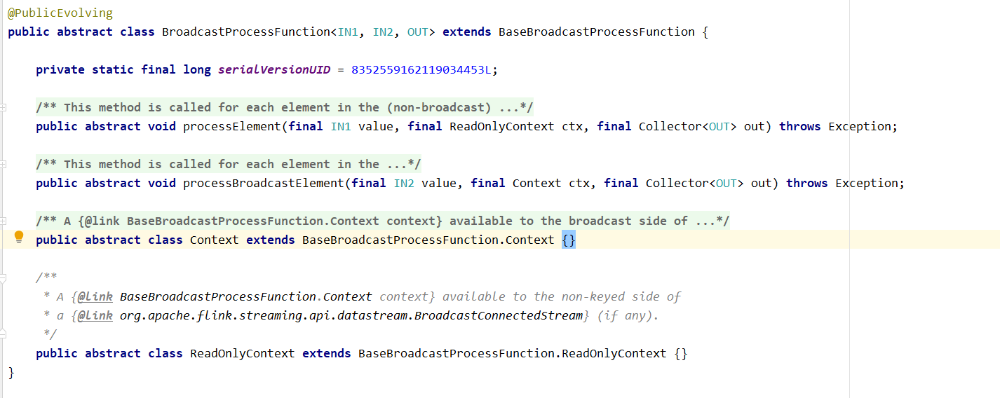 @PublicEvolving
public abstract class BroadcastProcessFunction<IN1, IN2, OUT> extends BaseBroadcastProcessFunction {
private static final long serialVersionUID = 8352559162119034453L;
/** This method is called for each element in the (non-broadcast) ...*/
public abstract void processElement(final IN1 value, final ReadOnlyContext ctx, final Collector<OUT> out) throws Exception;
/** This method is called for each element in the ...*/
public abstract void processBroadcastElement(final IN2 value, final Context ctx, final Collector<OUT> out) throws Exception;
/** A {@link BaseBroadcastProcessFunction.Context context} available to the broadcast side of ...*/
public abstract class Context extends BaseBroadcastProcessFunction.Context {}
/**
* A {@link BaseBroadcastProcessFunction.Context context} available to the non-keyed side of
* a {@link org.apache.flink.streaming.api.datastream.BroadcastConnectedStream} (if any).
*/
public abstract class ReadOnlyContext extends BaseBroadcastProcessFunction.ReadOnlyContext {}
}